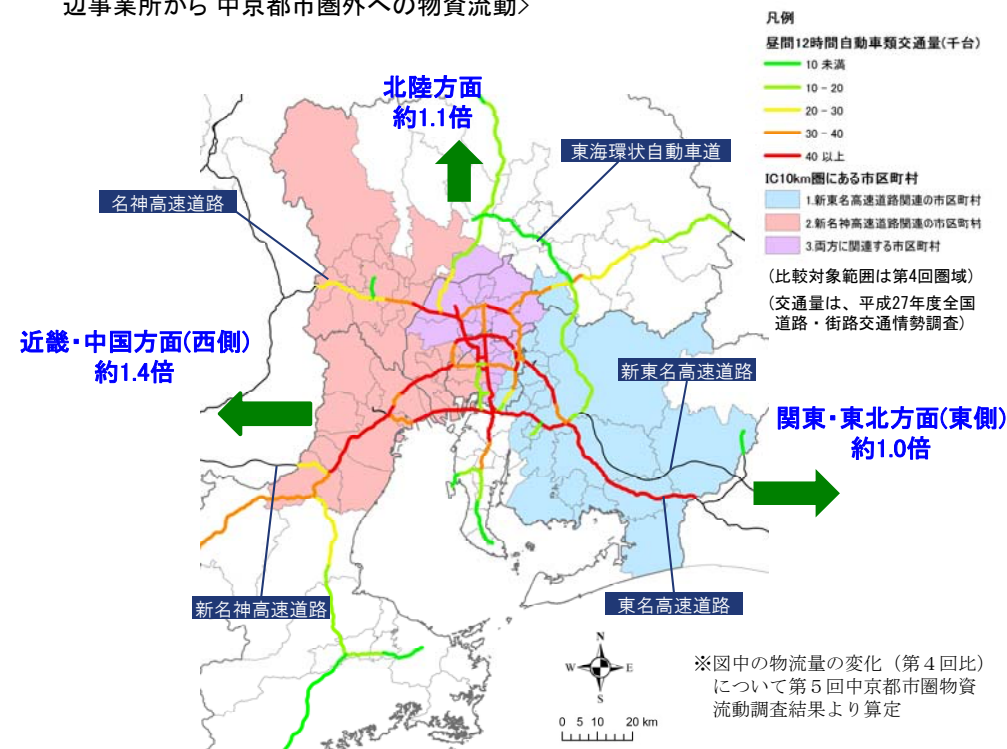 辺事業所から 中京都市圏外への物資流動>
凡例
昼間12時間自動車類交通量(千台)
10 未満
10 - 20
20 - 30
30 - 40
40 以上
IC10km圏にある市区町村
1.新東名高速道路関連の市区町村
2.新名神高速道路関連の市区町村
3.両方に関連する市区町村
(比較対象範囲は第4回圏域)
(交通量は、平成27年度全国
道路・街路交通情勢調査)
北陸方面
約1.1倍
東海環状自動車道
名神高速道路
近畿・中国方面(西側)
約1.4倍
新東名高速道路
関東・東北方面(東側)
約1.0倍
新名神高速道路
東名高速道路
N
W
E
S
0 5 10 20 km
※図中の物流量の変化（第４回比）
について第５回中京都市圏物資
流動調査結果より算定